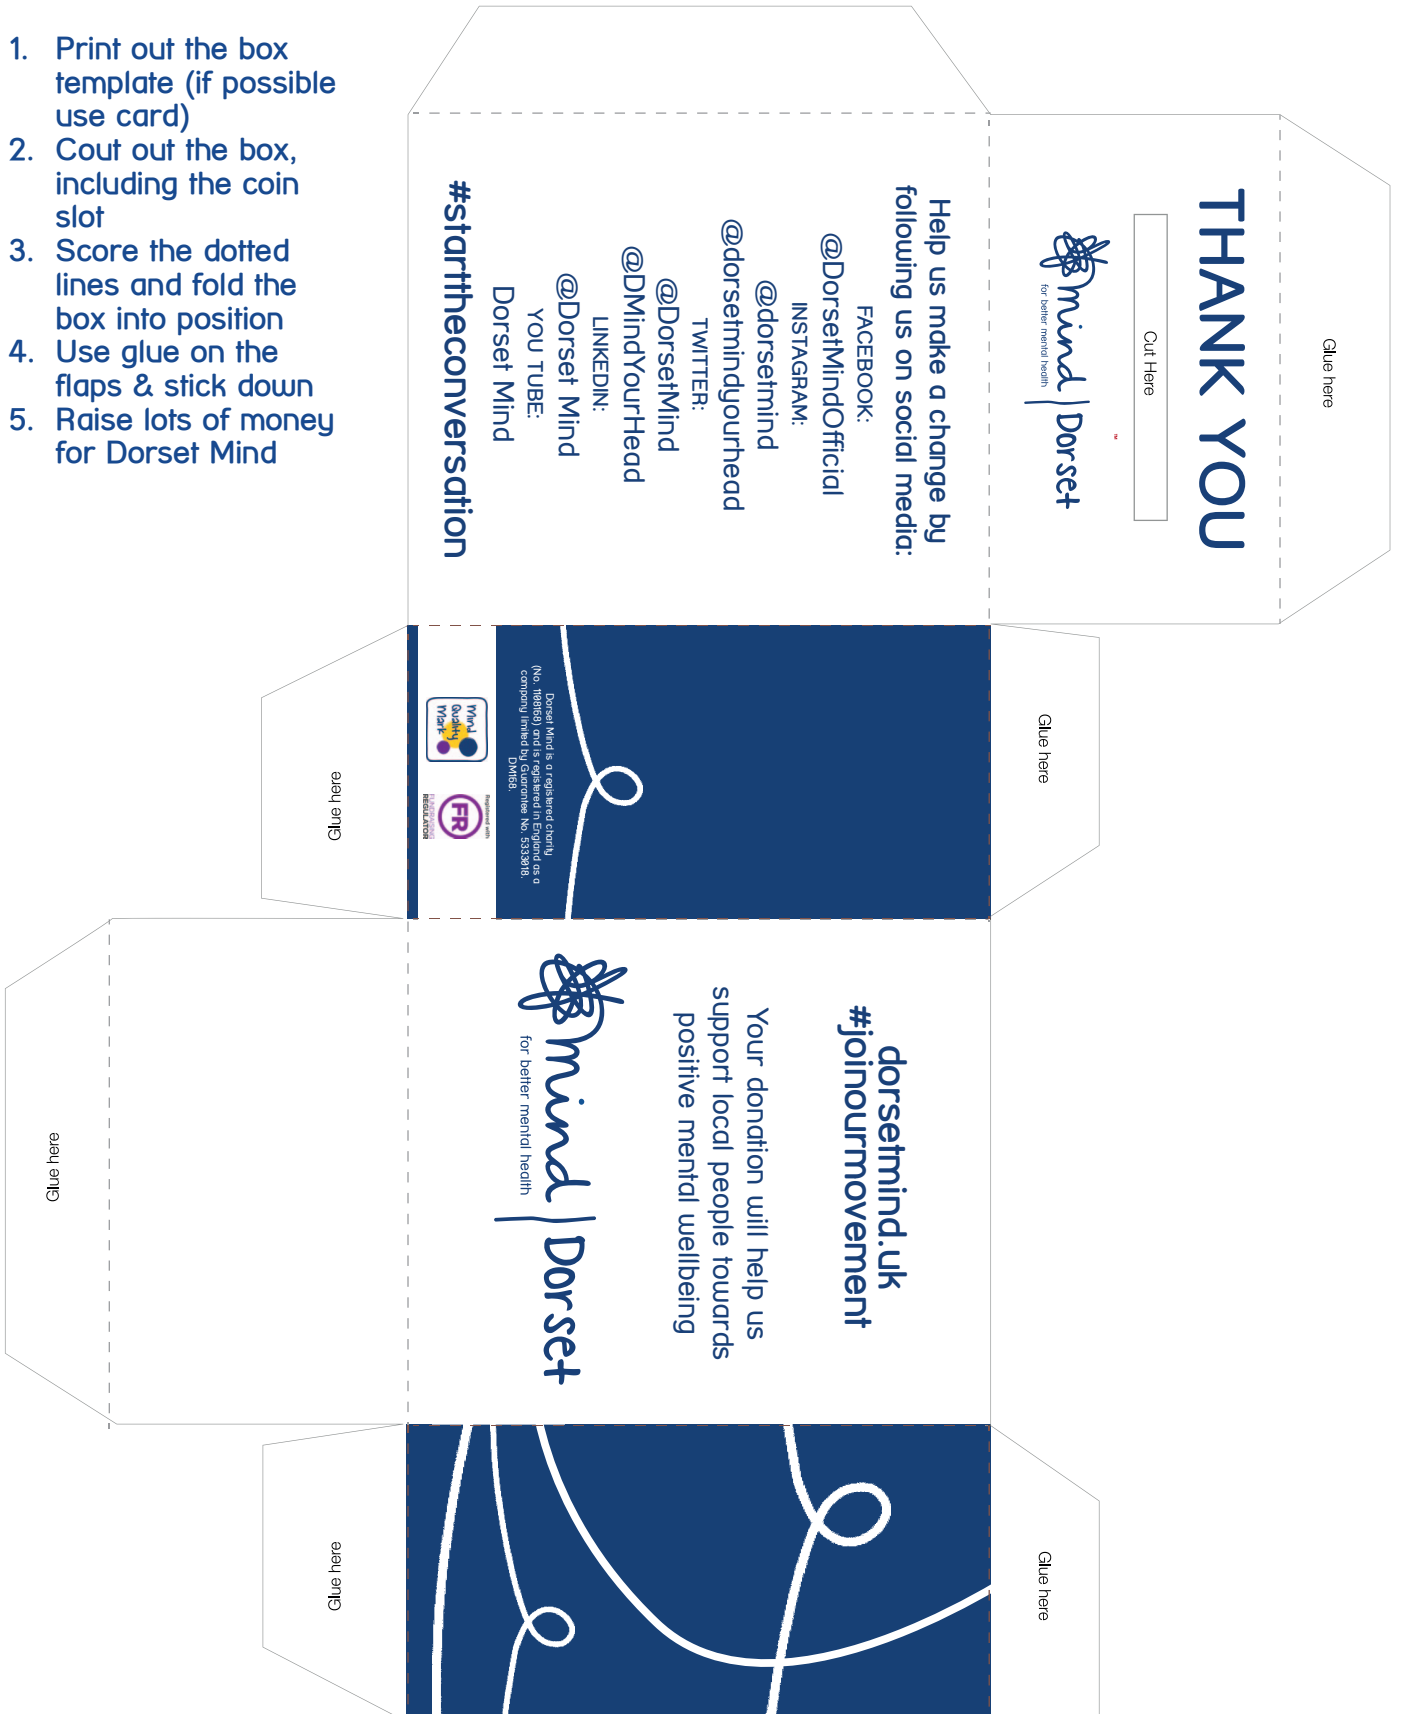 1. Print out the box
template (if possible
use card)
2. Cout out the box,
including the coin
slot
3. Score the dotted
lines and fold the
box into position
4. Use glue on the
flaps & stick down
5. Raise lots of money
for Dorset Mind
Glue here
THANK YOU
Cut Here
TM
mind Dorset
for better mental health
Help us make a change by
following us on social media:
FACEBOOK:
@DorsetMindOfficial
INSTAGRAM:
@dorsetmind
@dorsetmindyourhead
TWITTER:
@DorsetMind
@DMindYourHead
LINKEDIN:
@Dorset Mind
YOU TUBE:
Dorset Mind
#starttheconversation
Glue here
Dorset Mind is a registered charity
(No. 1108168) and is registered in England as a
company limited by Guarantee No. 5333018.
DM168.
Mind
Quality
Mark
Registered with
FR
FUNDRAISING
REGULATOR
Glue here
dorsetmind.uk
#joinourmovement
Your donation will help us
support local people towards
positive mental wellbeing
mind Dorset
for better mental health
Glue here
Glue here
Glue here